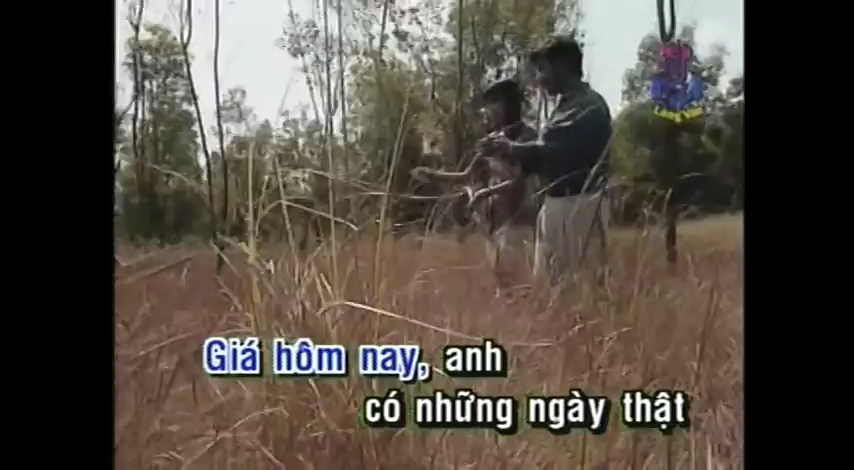 Giá hôm nay, anh
có những ngày thật